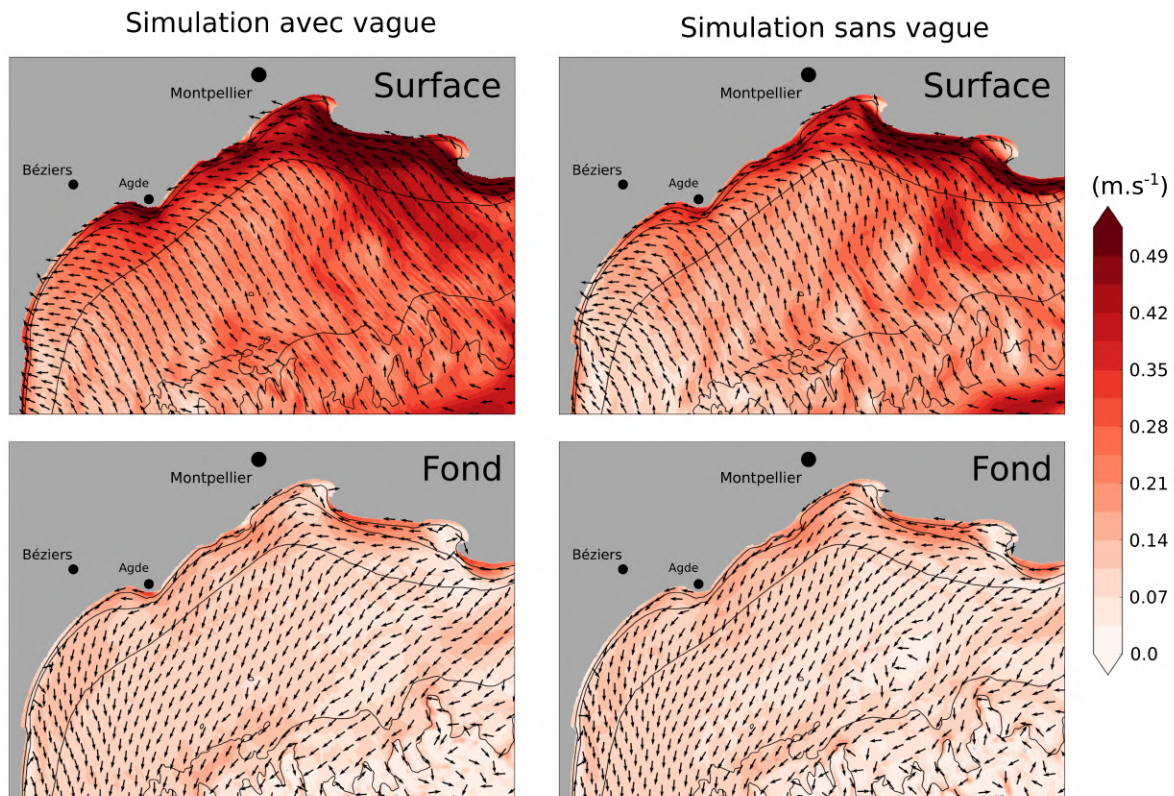 Simulation avec vague
Simulation sans vague
Surface
Montpellier
Béziers
Agde
Surface
Montpellier
Béziers
Agde
(m.s⁻¹)
0.49
0.42
0.35
0.28
0.21
0.14
0.07
0.0
Fond
Montpellier
Béziers
Agde
Fond
Montpellier
Béziers
Agde